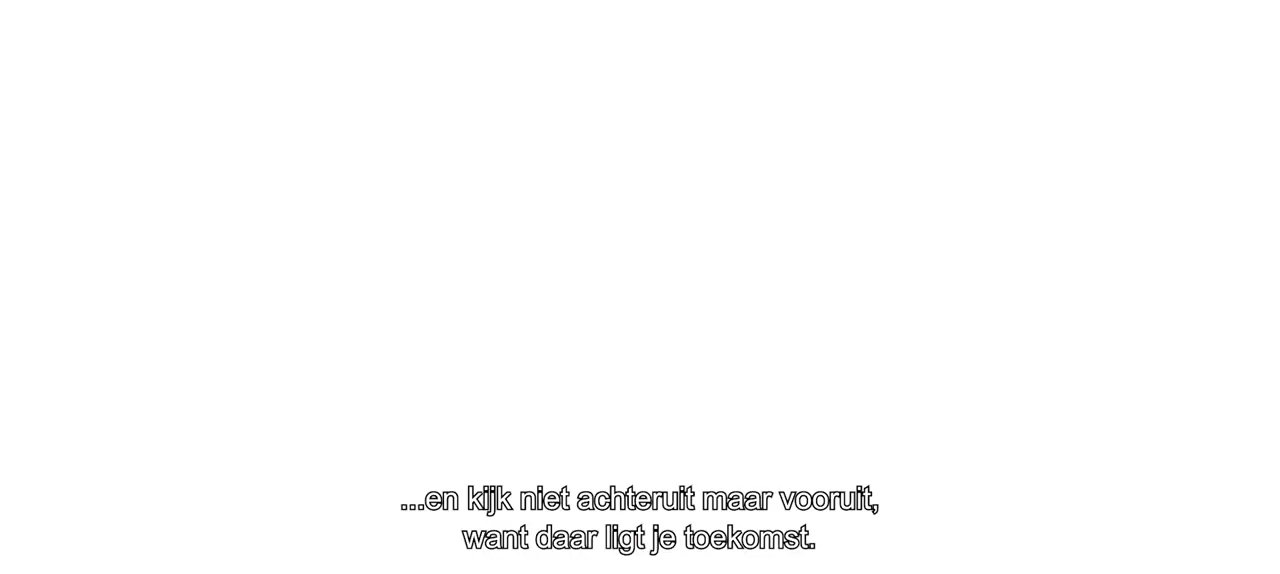 ...en kijk niet achteruit maar vooruit,
want daar ligt je toekomst.